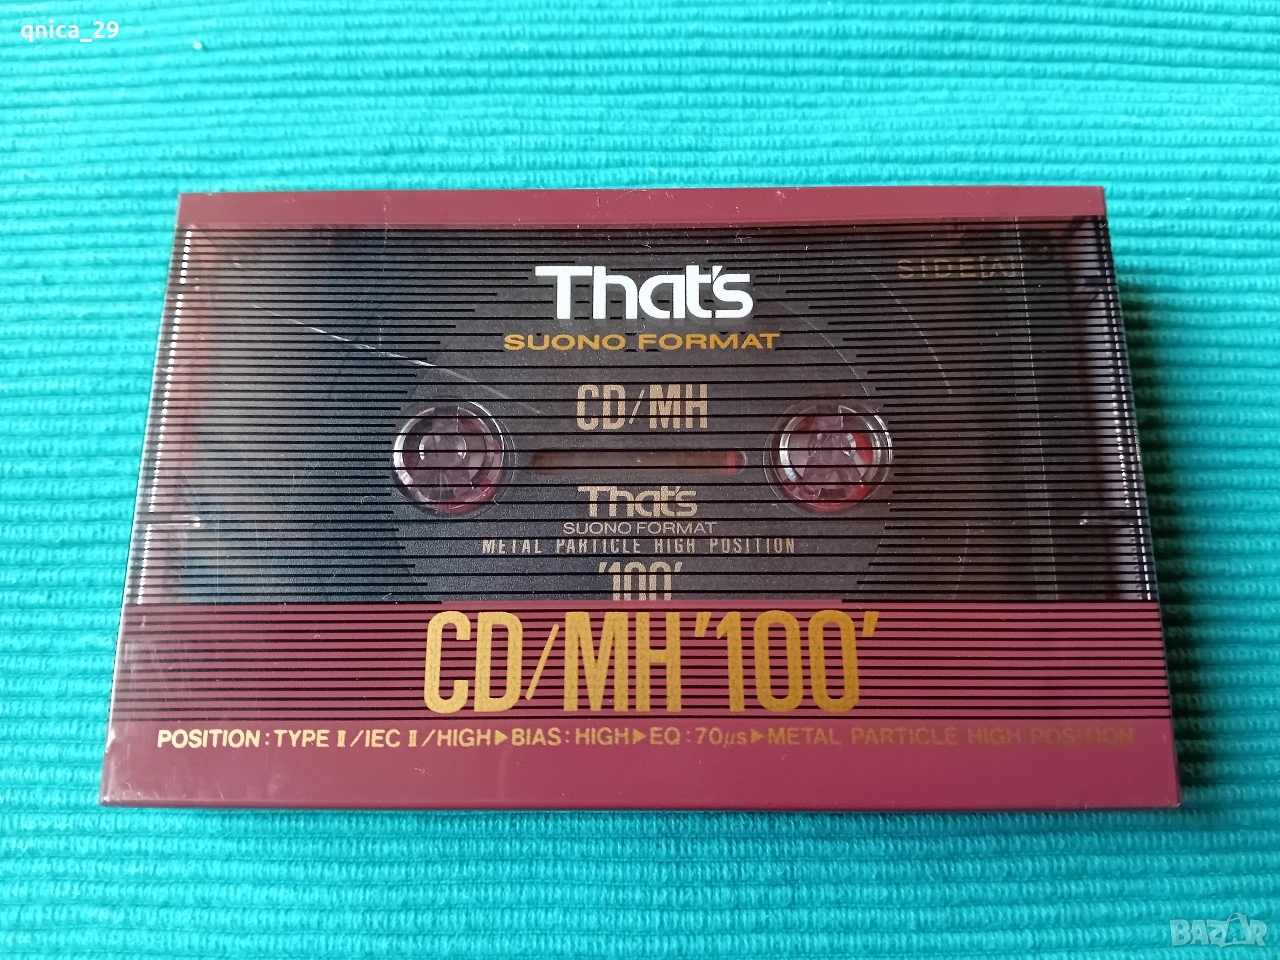 qnica_29
SIDE A
That's
SUONO FORMAT
CD/MH
That's
SUONO FORMAT
METAL PARTICLE HIGH POSITION
'100'
CD/MH '100'
POSITION : TYPE II/IEC II/HIGH▶BIAS : HIGH▶EQ : 70μs▶METAL PARTICLE HIGH POSITION
BAZAR